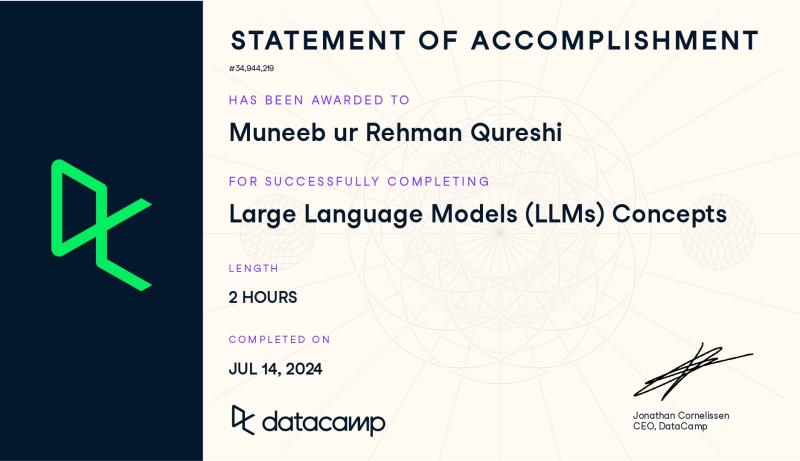 STATEMENT OF ACCOMPLISHMENT
#34,944,219
HAS BEEN AWARDED TO
Muneeb ur Rehman Qureshi
FOR SUCCESSFULLY COMPLETING
Large Language Models (LLMs) Concepts
LENGTH
2 HOURS
COMPLETED ON
JUL 14, 2024
datacamp
Jonathan Cornelissen
CEO, DataCamp